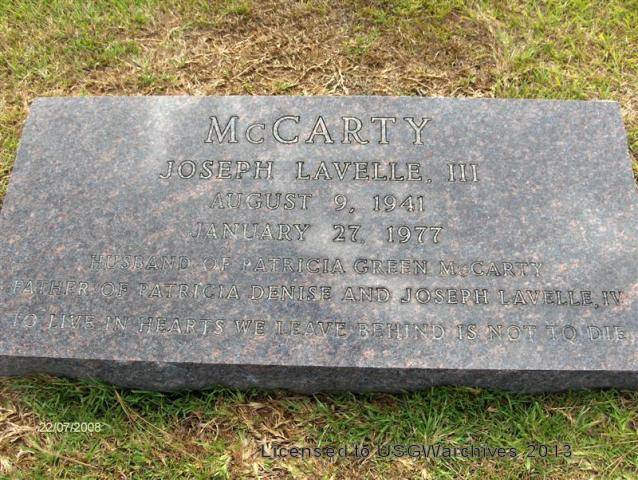 McCARTY
JOSEPH LAVELLE, III
AUGUST 9, 1941
JANUARY 27, 1977
HUSBAND OF PATRICIA GREEN McCARTY
FATHER OF PATRICIA DENISE AND JOSEPH LAVELLE, IV
TO LIVE IN HEARTS WE LEAVE BEHIND IS NOT TO DIE
22/07/2008
Licensed to USGWarchives 2013